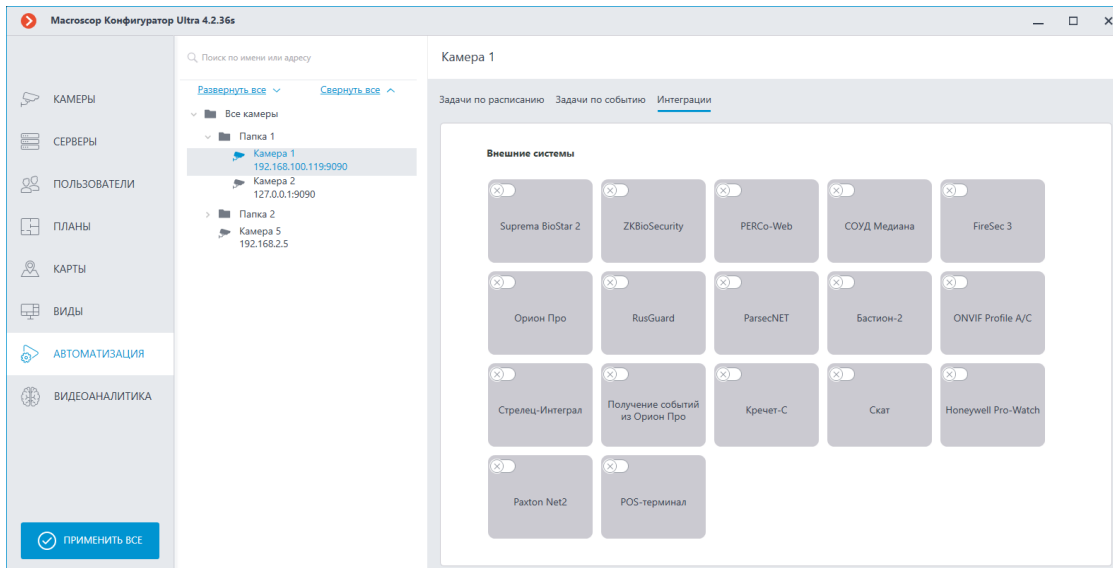 Macroscop Конфигуратор Ultra 4.2.36s
КАМЕРЫ
СЕРВЕРЫ
ПОЛЬЗОВАТЕЛИ
ПЛАНЫ
КАРТЫ
ВИДЫ
АВТОМАТИЗАЦИЯ
ВИДЕОАНАЛИТИКА
ПРИМЕНИТЬ ВСЕ
Поиск по имени или адресу
Развернуть все Свернуть все
Все камеры
Папка 1
Камера 1
192.168.100.119:9090
Камера 2
127.0.0.1:9090
Папка 2
Камера 5
192.168.2.5
Камера 1
Задачи по расписанию Задачи по событию Интеграции
Внешние системы
Suprema BioStar 2 ZKBioSecurity PERCo-Web СОУД Медиана FireSec 3
Орион Про RusGuard ParsecNET Бастион-2 ONVIF Profile A/C
Стрелец-Интеграл Получение событий
из Орион Про Кречет-С Скат Honeywell Pro-Watch
Paxton Net2 POS-терминал